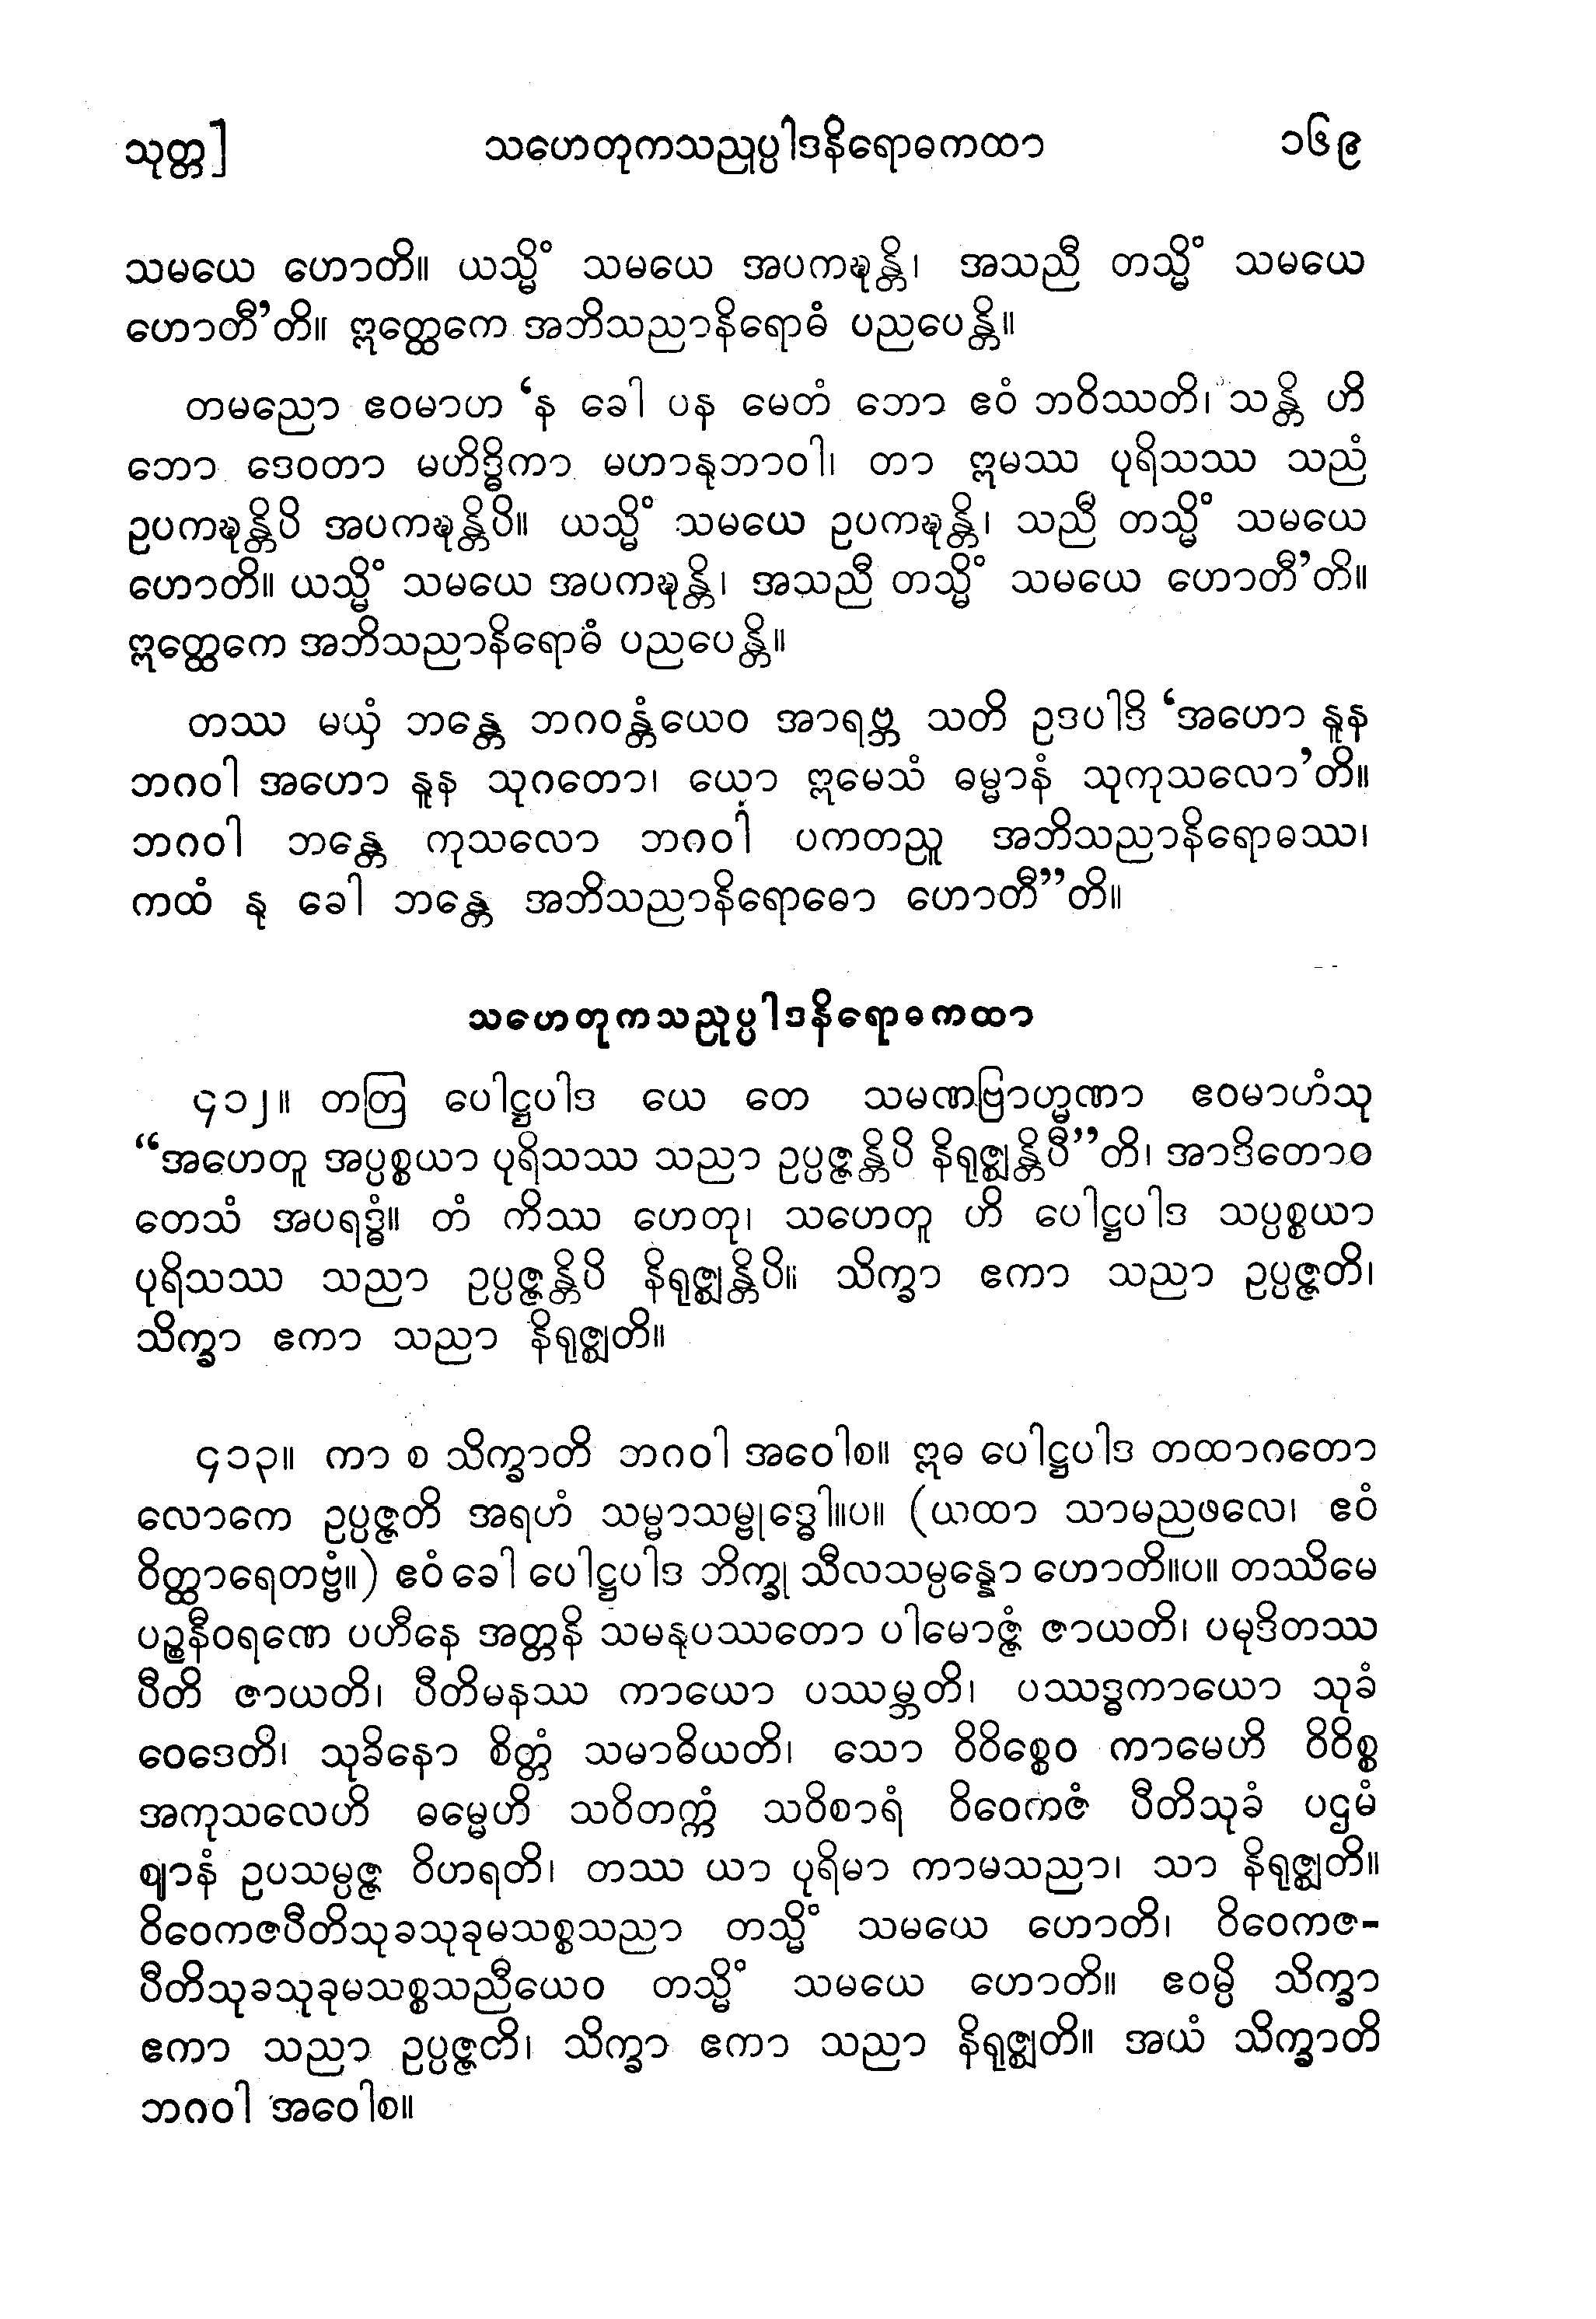 သုတ္တ] သဟေတုကသညုပ္ပါဒနိရောဓကထာ ၁၆၉
သမယေ ဟောတိ။ ယသ္မိံ သမယေ အပကဍ္ဎန္တိ၊ အသညီ တသ္မိံ သမယေ
ဟောတီ’တိ။ ဣတ္ထေကေ အဘိသညာနိရောဓံ ပညပေန္တိ။
တမညော ဧဝမာဟ ‘န ခေါ ပန မေတံ ဘော ဧဝံ ဘဝိဿတိ၊ သန္တိ ဟိ
ဘော ဒေဝတာ မဟိဒ္ဓိကာ မဟာနုဘာဝါ၊ တာ ဣမဿ ပုရိသဿ သညံ
ဥပကဍ္ဎန္တိပိ အပကဍ္ဎန္တိပိ။ ယသ္မိံ သမယေ ဥပကဍ္ဎန္တိ၊ သညီ တသ္မိံ သမယေ
ဟောတိ။ ယသ္မိံ သမယေ အပကဍ္ဎန္တိ၊ အသညီ တသ္မိံ သမယေ ဟောတီ’တိ။
ဣတ္ထေကေ အဘိသညာနိရောဓံ ပညပေန္တိ။
တဿ မယှံ ဘန္တေ ဘဂဝန္တံယေဝ အာရဗ္ဘ သတိ ဥဒပါဒိ ‘အဟော နူန
ဘဂဝါ အဟော နူန သုဂတော၊ ယော ဣမေသံ ဓမ္မာနံ သုကုသလော’တိ။
ဘဂဝါ ဘန္တေ ကုသလော ဘဂဝါ ပကတညူ အဘိသညာနိရောဓဿ၊
ကထံ နု ခေါ ဘန္တေ အဘိသညာနိရောဓော ဟောတီ”တိ။
သဟေတုကသညုပ္ပါဒနိရောဓကထာ
၄၁၂။ တတြ ပေါဋ္ဌပါဒ ယေ တေ သမဏဗြာဟ္မဏာ ဧဝမာဟံသု
“အဟေတူ အပ္ပစ္စယာ ပုရိသဿ သညာ ဥပ္ပဇ္ဇန္တိပိ နိရုဇ္ဈန္တိပီ”တိ၊ အာဒိတောဝ
တေသံ အပရဒ္ဓံ။ တံ ကိဿ ဟေတု၊ သဟေတူ ဟိ ပေါဋ္ဌပါဒ သပ္ပစ္စယာ
ပုရိသဿ သညာ ဥပ္ပဇ္ဇန္တိပိ နိရုဇ္ဈန္တိပိ။ သိက္ခာ ဧကာ သညာ ဥပ္ပဇ္ဇတိ၊
သိက္ခာ ဧကာ သညာ နိရုဇ္ဈတိ။
၄၁၃။ ကာ စ သိက္ခာတိ ဘဂဝါ အဝေါစ။ ဣဓ ပေါဋ္ဌပါဒ တထာဂတော
လောကေ ဥပ္ပဇ္ဇတိ အရဟံ သမ္မာသမ္ဗုဒ္ဓေါ။ပ။ (ယထာ သာမညဖလေ၊ ဧဝံ
ဝိတ္ထာရေတဗ္ဗံ။) ဧဝံ ခေါ ပေါဋ္ဌပါဒ ဘိက္ခု သီလသမ္ပန္နော ဟောတိ။ပ။ တဿိမေ
ပဉ္စနီဝရဏေ ပဟီနေ အတ္တနိ သမနုပဿတော ပါမောဇ္ဇံ ဇာယတိ၊ ပမုဒိတဿ
ပီတိ ဇာယတိ၊ ပီတိမနဿ ကာယော ပဿမ္ဘတိ၊ ပဿဒ္ဓကာယော သုခံ
ဝေဒေတိ၊ သုခိနော စိတ္တံ သမာဓိယတိ၊ သော ဝိဝိစ္စေဝ ကာမေဟိ ဝိဝိစ္စ
အကုသလေဟိ ဓမ္မေဟိ သဝိတက္ကံ သဝိစာရံ ဝိဝေကဇံ ပီတိသုခံ ပဌမံ
ဈာနံ ဥပသမ္ပဇ္ဇ ဝိဟရတိ၊ တဿ ယာ ပုရိမာ ကာမသညာ၊ သာ နိရုဇ္ဈတိ။
ဝိဝေကဇပီတိသုခသုခုမသစ္စသညာ တသ္မိံ သမယေ ဟောတိ၊ ဝိဝေကဇ-
ပီတိသုခသုခုမသစ္စသညီယေဝ တသ္မိံ သမယေ ဟောတိ။ ဧဝမ္ပိ သိက္ခာ
ဧကာ သညာ ဥပ္ပဇ္ဇတိ၊ သိက္ခာ ဧကာ သညာ နိရုဇ္ဈတိ။ အယံ သိက္ခာတိ
ဘဂဝါ အဝေါစ။